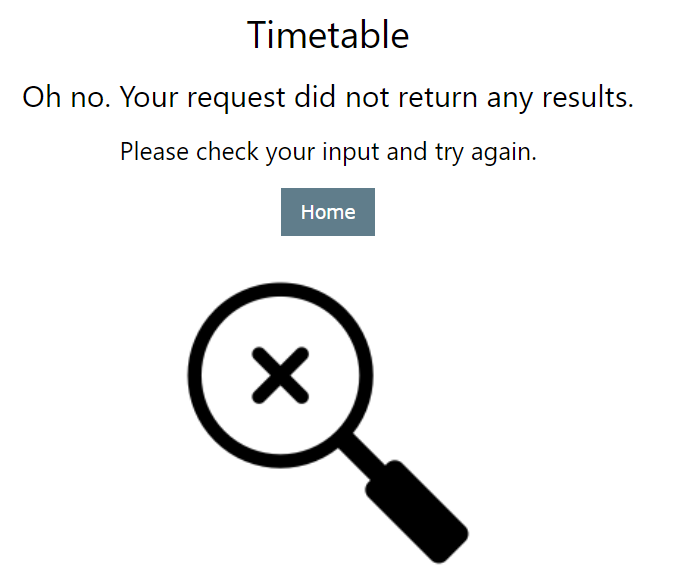 Timetable
Oh no. Your request did not return any results.
Please check your input and try again.
Home